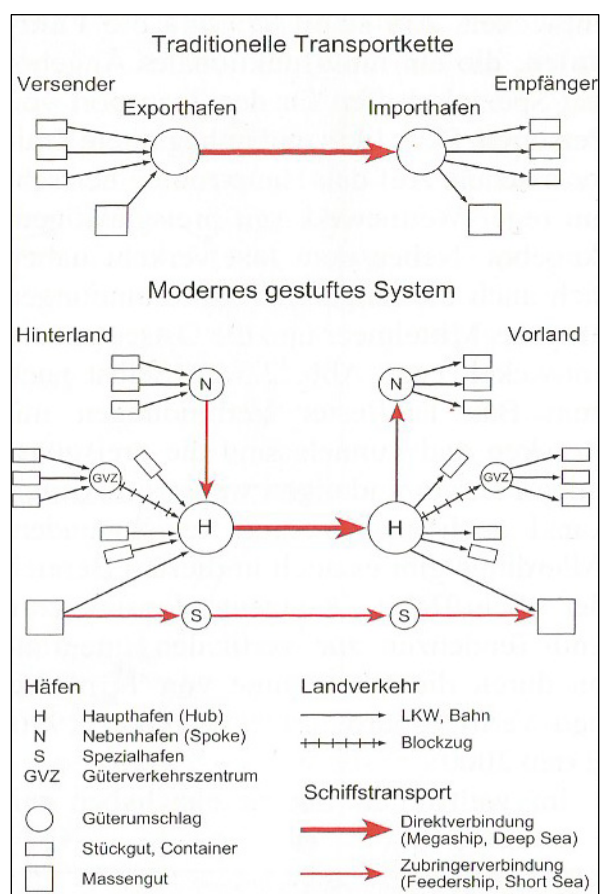 Traditionelle Transportkette
Versender
Empfänger
Exporthafen
Importhafen
Modernes gestuftes System
Hinterland
Vorland
N
N
GVZ
GVZ
H
H
S
S
Häfen
H Haupthafen (Hub)
N Nebenhafen (Spoke)
S Spezialhafen
GVZ Güterverkehrszentrum
Güterumschlag
Stückgut, Container
Massengut
Landverkehr
LKW, Bahn
Blockzug
Schiffstransport
Direktverbindung
(Megaship, Deep Sea)
Zubringerverbindung
(Feedership, Short Sea)